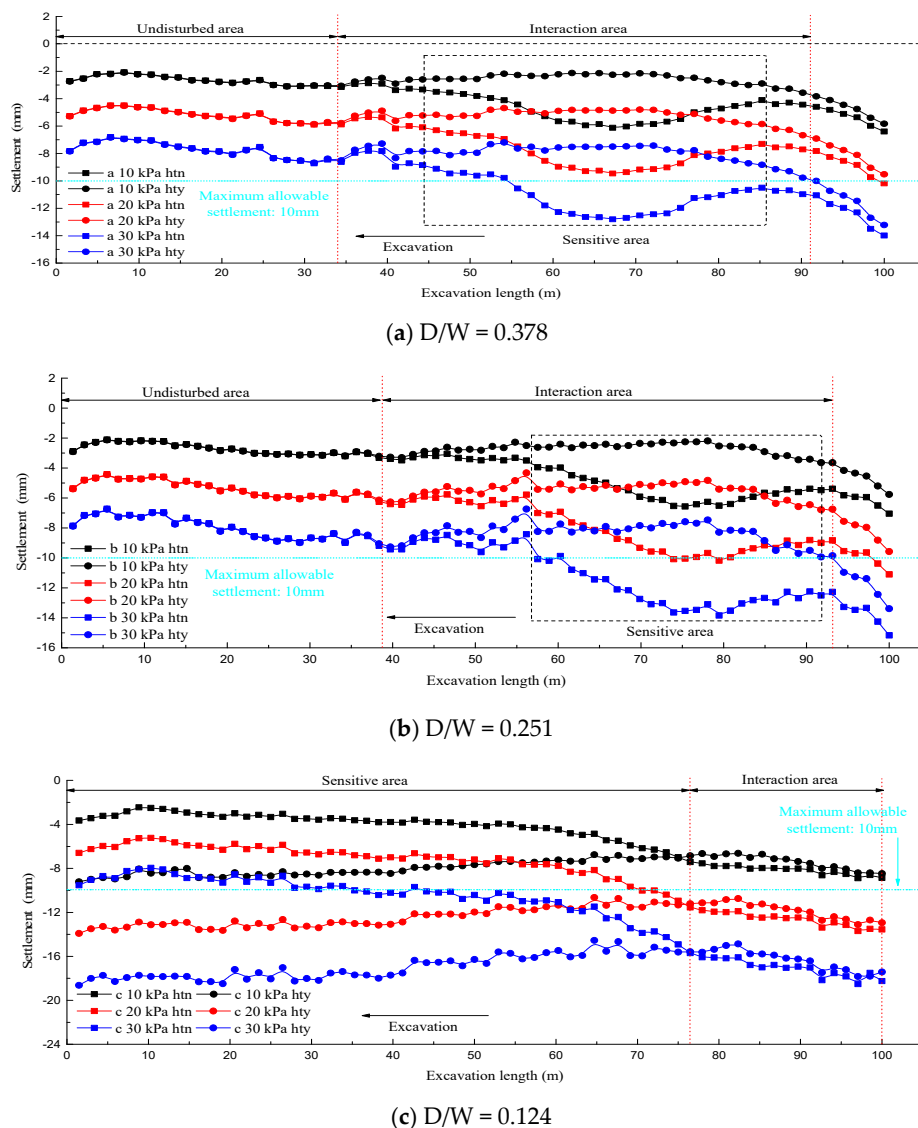 2
0
-2
-4
-6
-8
-10
-12
-14
-16
Settlement (mm)
Undisturbed area
Interaction area
a 10 kPa htn
a 10 kPa hty
a 20 kPa htn
a 20 kPa hty
a 30 kPa htn
a 30 kPa hty
Maximum allowable
settlement: 10mm
Excavation
Sensitive area
0 10 20 30 40 50 60 70 80 90 100
Excavation length (m)
(a) D/W = 0.378
2
0
-2
-4
-6
-8
-10
-12
-14
-16
Settlement (mm)
Undisturbed area
Interaction area
b 10 kPa htn
b 10 kPa hty
b 20 kPa htn
b 20 kPa hty
b 30 kPa htn
b 30 kPa hty
Maximum allowable
settlement: 10mm
Excavation
Sensitive area
0 10 20 30 40 50 60 70 80 90 100
Excavation length (m)
(b) D/W = 0.251
0
-4
-8
-12
-16
-20
-24
Settlement (mm)
Sensitive area
Interaction area
Maximum allowable
settlement: 10mm
c 10 kPa htn c 10 kPa hty
c 20 kPa htn c 20 kPa hty
c 30 kPa htn c 30 kPa hty
Excavation
0 10 20 30 40 50 60 70 80 90 100
Excavation length (m)
(c) D/W = 0.124